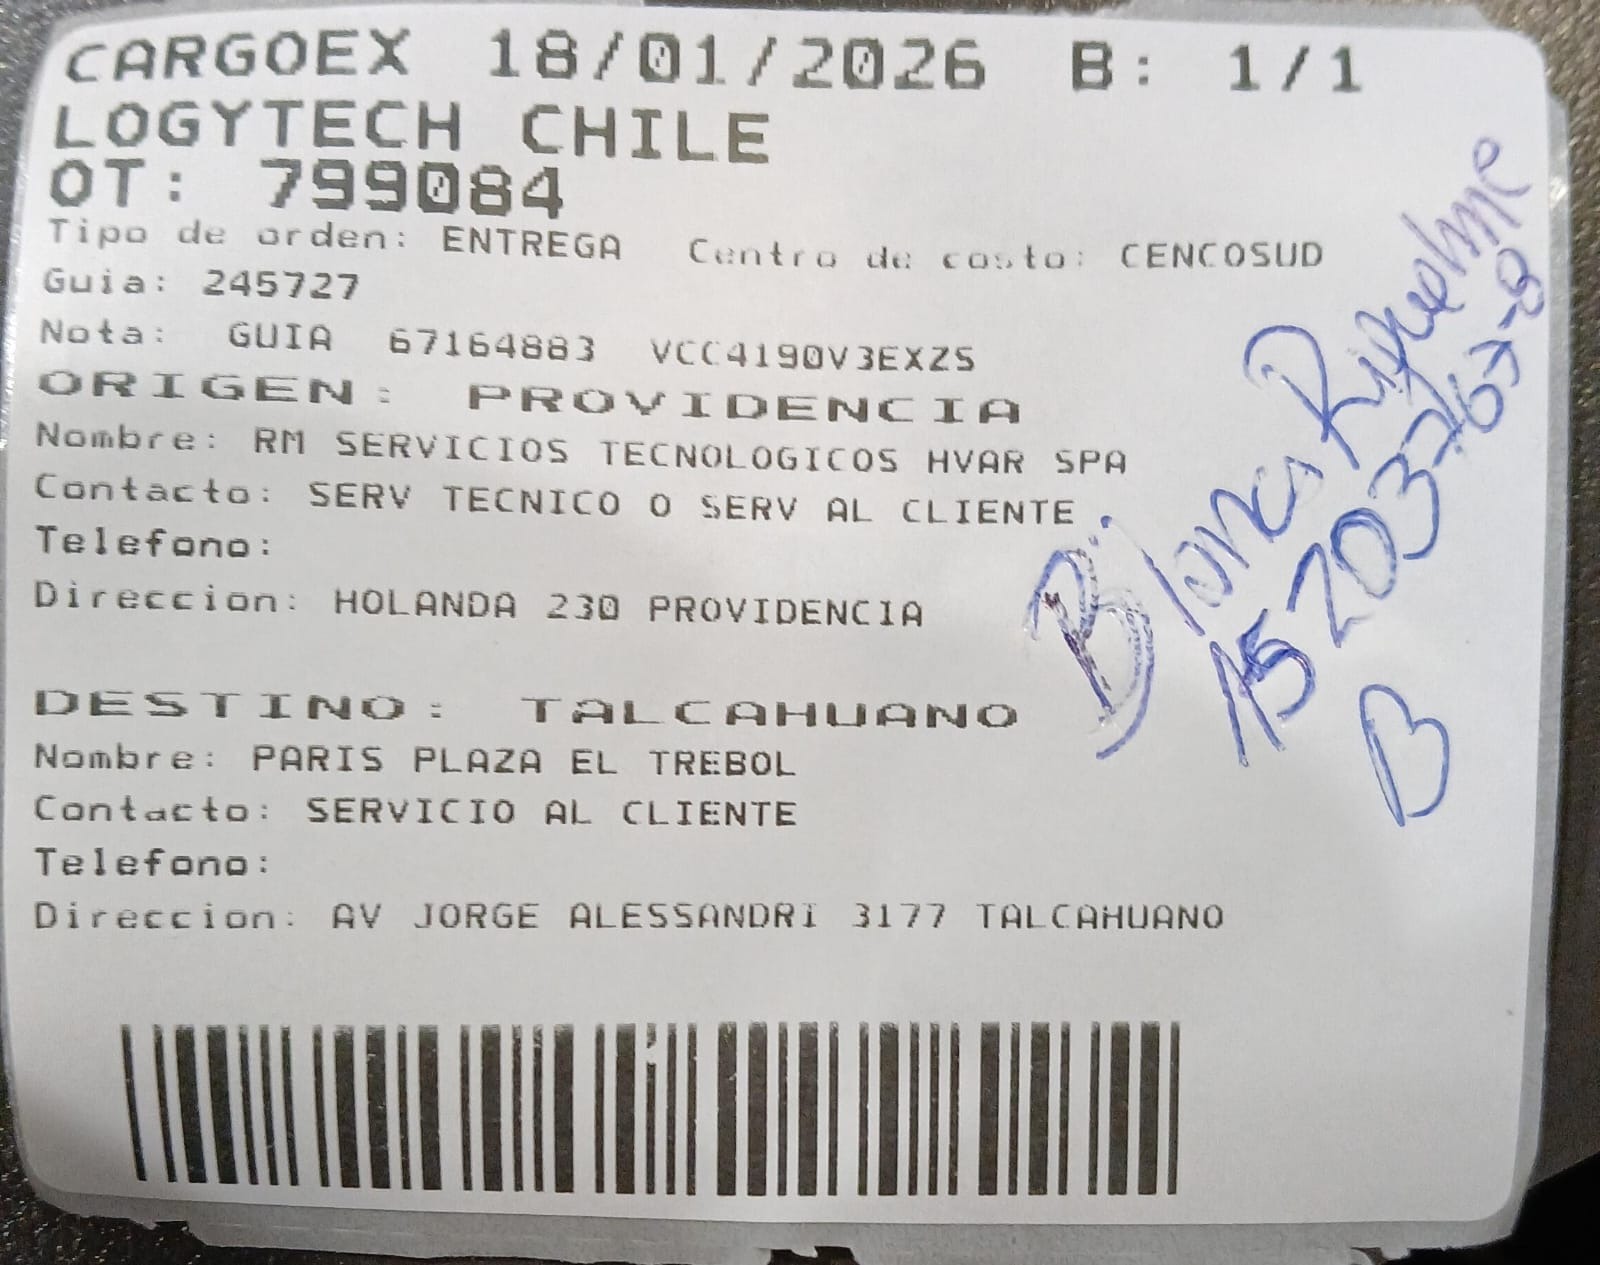 CARGOEX 18/01/2026 B: 1/1
LOGYTECH CHILE
OT: 799084
Tipo de orden: ENTREGA Centro de costo: CENCOSUD
Guia: 245727
Nota: GUIA 67164883 VCC4190V3EXZS
ORIGEN: PROVIDENCIA
Nombre: RM SERVICIOS TECNOLOGICOS HVAR SPA
Contacto: SERV TECNICO O SERV AL CLIENTE
Telefono:
Direccion: HOLANDA 230 PROVIDENCIA
DESTINO: TALCAHUANO
Nombre: PARIS PLAZA EL TREBOL
Contacto: SERVICIO AL CLIENTE
Telefono:
Direccion: AV JORGE ALESSANDRI 3177 TALCAHUANO
Blanca Riquelme
B